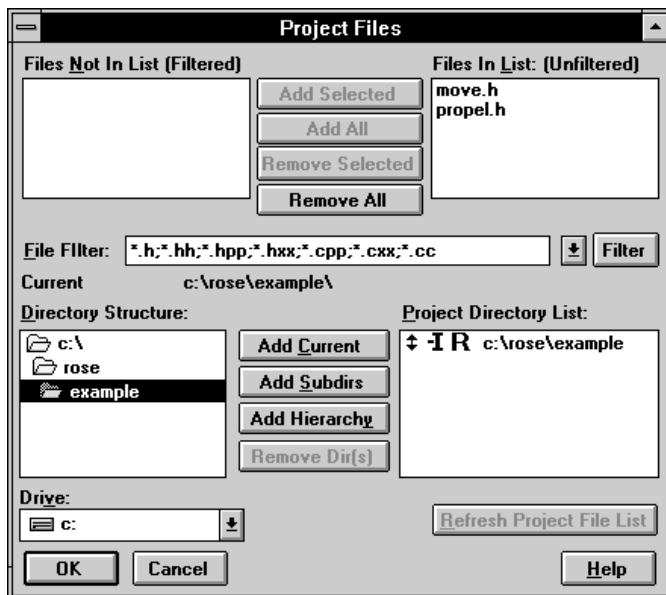 Project Files
Files Not In List (Filtered)
Files In List: (Unfiltered)
Add Selected
Add All
Remove Selected
Remove All
move.h
propel.h
File FIlter:
*.h;*.hh;*.hpp;*.hxx;*.cpp;*.cxx;*.cc
Filter
Current
c:\rose\example\
Directory Structure:
Project Directory List:
c:\
rose
example
Add Current
Add Subdirs
Add Hierarchy
Remove Dir(s)
-I R c:\rose\example
Drive:
c:
Refresh Project File List
OK
Cancel
Help